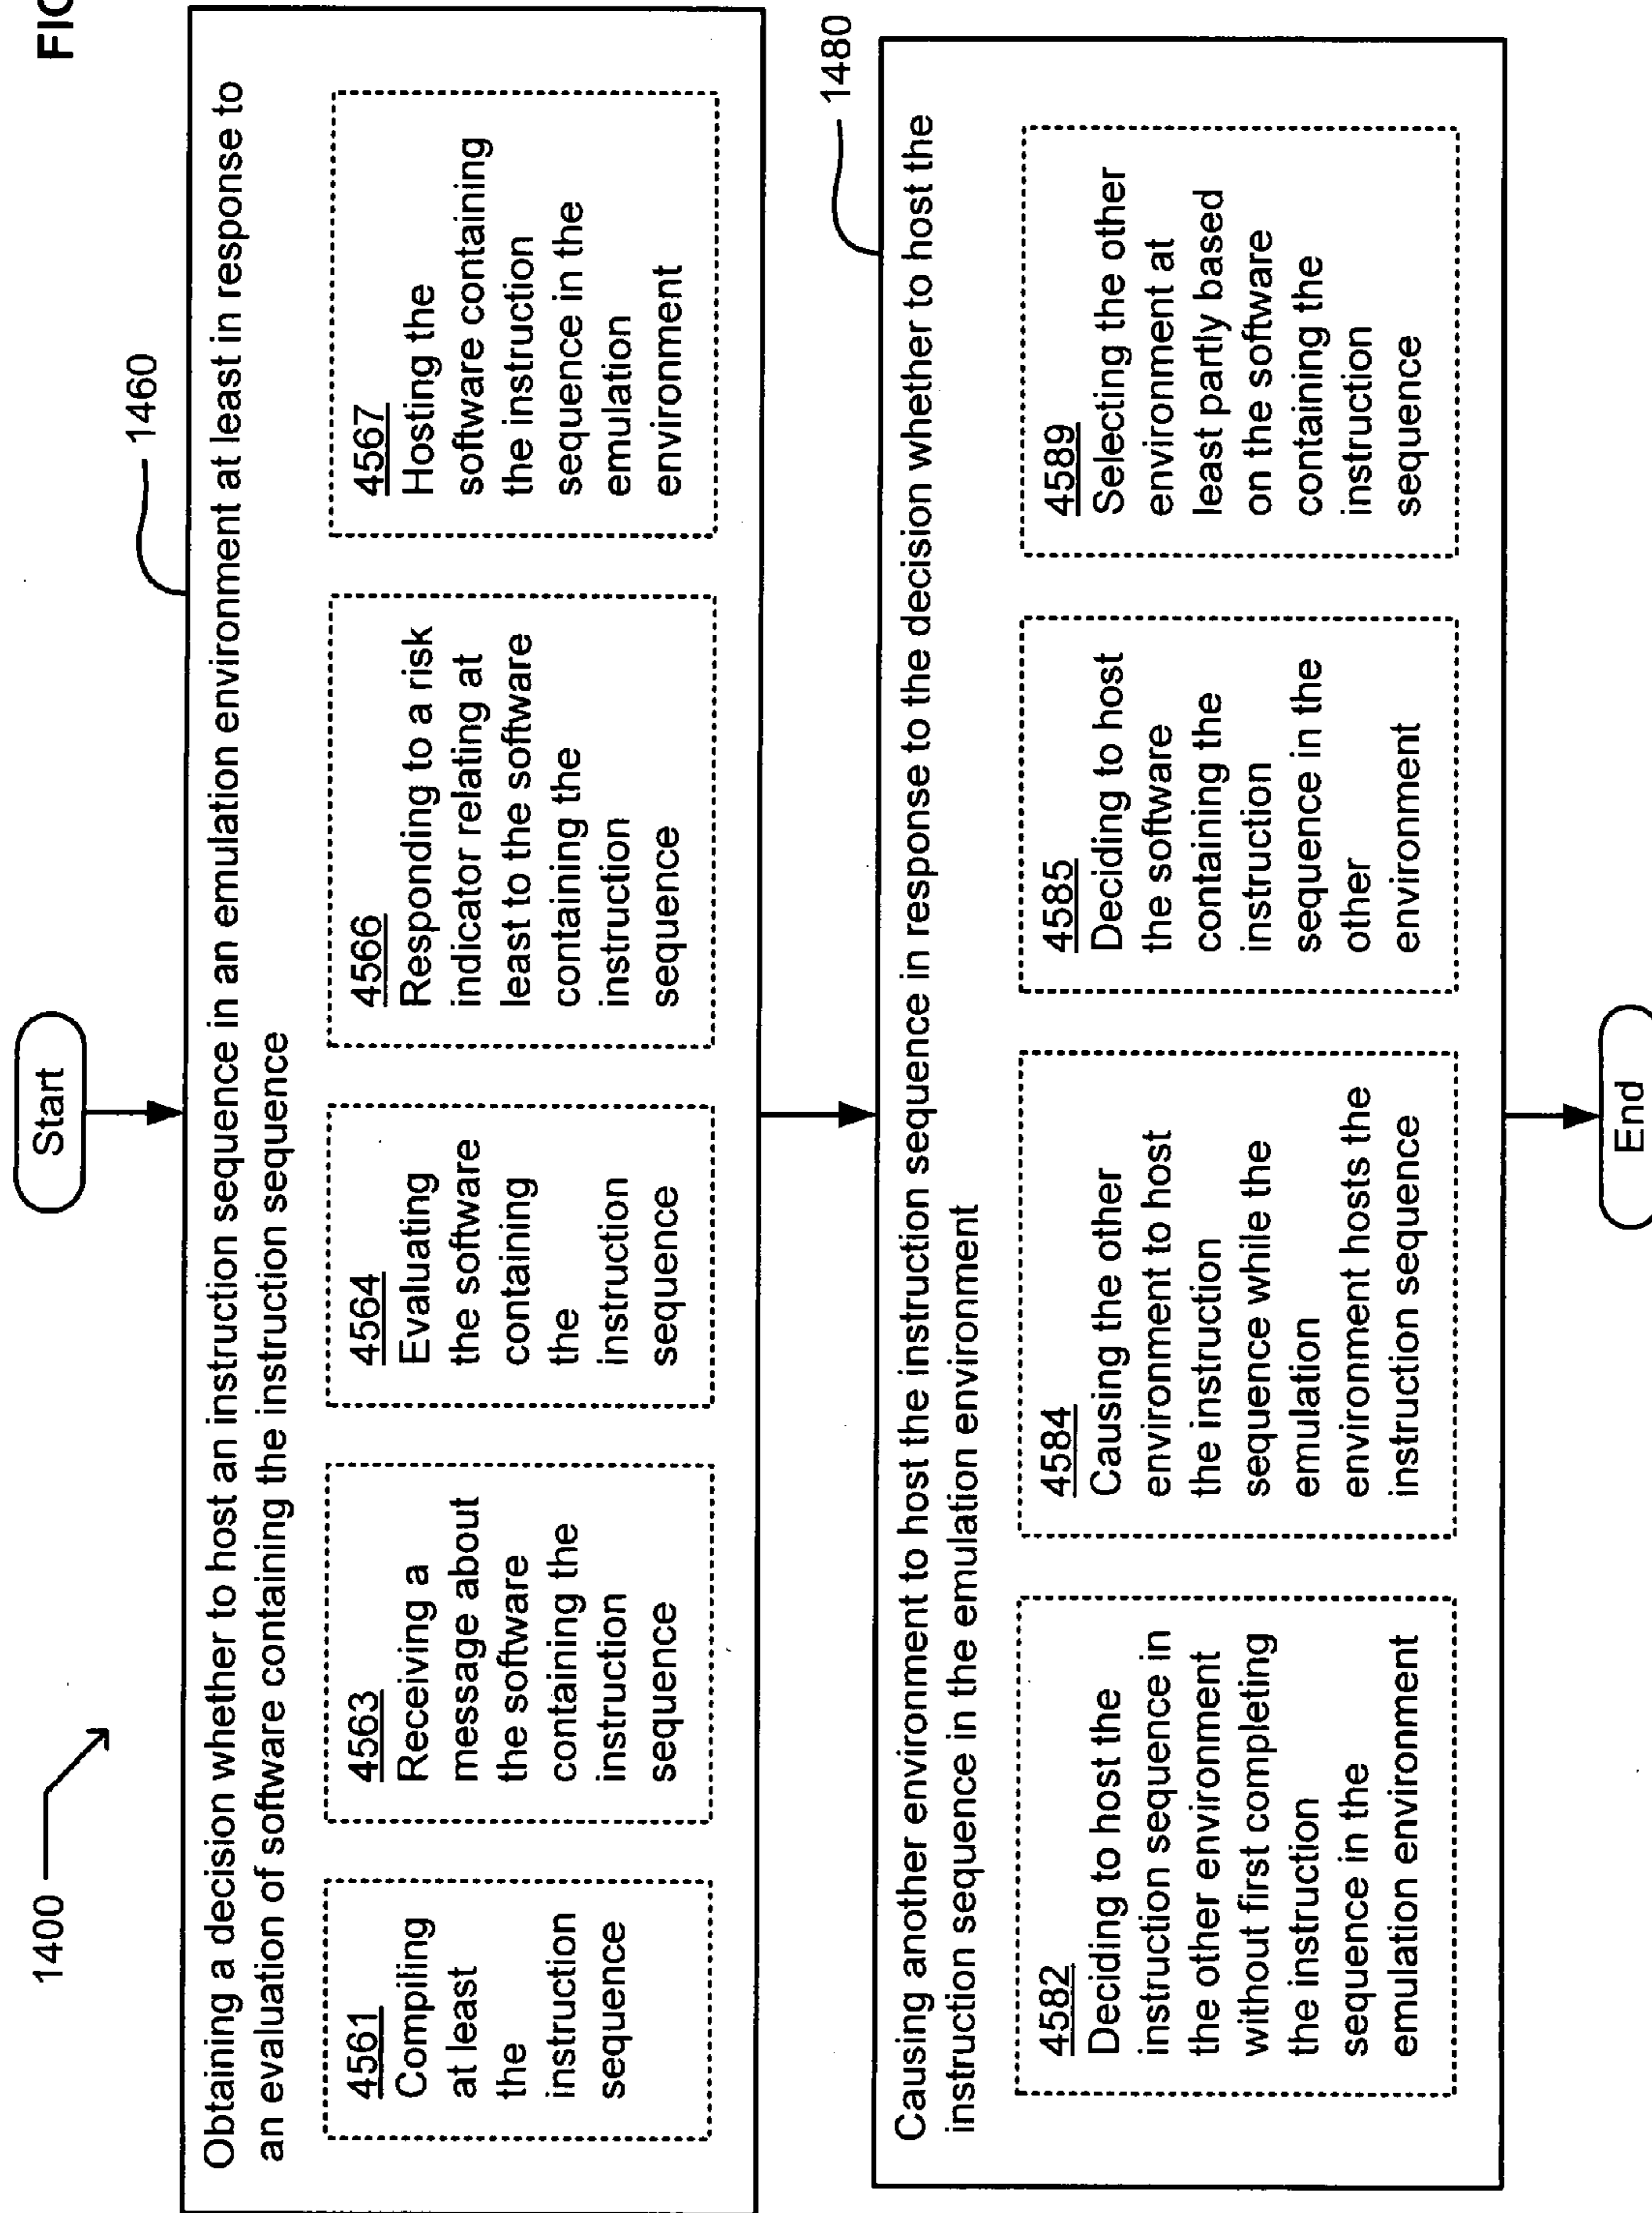 FIG
1400
Start
1460
Obtaining a decision whether to host an instruction sequence in an emulation environment at least in response to
an evaluation of software containing the instruction sequence
4561
Compiling
at least
the
instruction
sequence
4563
Receiving a
message about
the software
containing the
instruction
sequence
4564
Evaluating
the software
containing
the
instruction
sequence
4566
Responding to a risk
indicator relating at
least to the software
containing the
instruction
sequence
4567
Hosting the
software containing
the instruction
sequence in the
emulation
environment
1480
Causing another environment to host the instruction sequence in response to the decision whether to host the
instruction sequence in the emulation environment
4582
Deciding to host the
instruction sequence in
the other environment
without first completing
the instruction
sequence in the
emulation environment
4584
Causing the other
environment to host
the instruction
sequence while the
emulation
environment hosts the
instruction sequence
4585
Deciding to host
the software
containing the
instruction
sequence in the
other
environment
4589
Selecting the other
environment at
least partly based
on the software
containing the
instruction
sequence
End